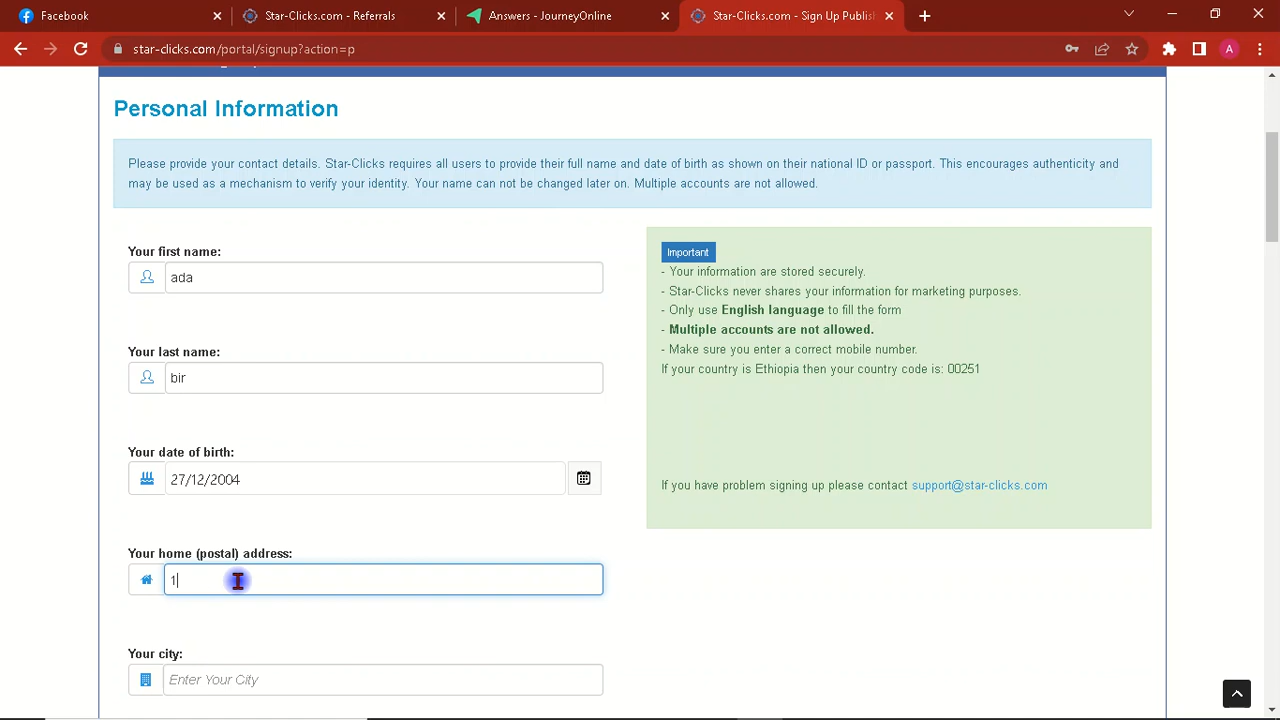 Facebook
Star-Clicks.com - Referrals
Answers - JourneyOnline
Star-Clicks.com - Sign Up Publis
star-clicks.com/portal/signup?action=p
A
Personal Information
Please provide your contact details. Star-Clicks requires all users to provide their full name and date of birth as shown on their national ID or passport. This encourages authenticity and
may be used as a mechanism to verify your identity. Your name can not be changed later on. Multiple accounts are not allowed.
Your first name:
ada
Your last name:
bir
Your date of birth:
27/12/2004
Your home (postal) address:
1
Your city:
Enter Your City
Important
- Your information are stored securely.
- Star-Clicks never shares your information for marketing purposes.
- Only use English language to fill the form
- Multiple accounts are not allowed.
- Make sure you enter a correct mobile number.
If your country is Ethiopia then your country code is: 00251
If you have problem signing up please contact support@star-clicks.com